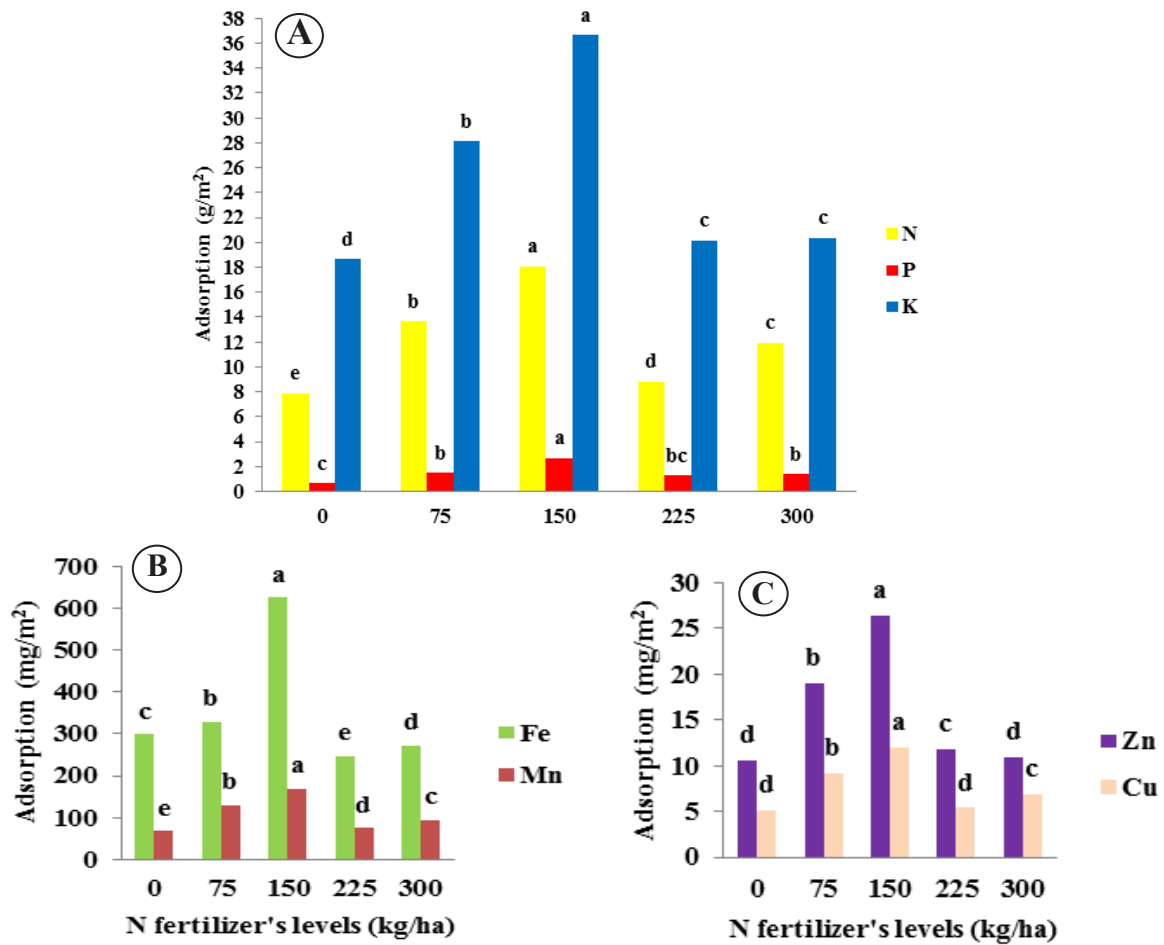 A
Adsorption (g/m²)
38
36
34
32
30
28
26
24
22
20
18
16
14
12
10
8
6
4
2
0
e c d
b b b
a a a
d bc c
c b c
0 75 150 225 300
N
P
K
B
Adsorption (mg/m²)
700
600
500
400
300
200
100
0
c e
b b
a a
e d
d c
0 75 150 225 300
N fertilizer's levels (kg/ha)
Fe
Mn
C
Adsorption (mg/m²)
30
25
20
15
10
5
0
d d
b b
a a
c d
d c
0 75 150 225 300
N fertilizer's levels (kg/ha)
Zn
Cu